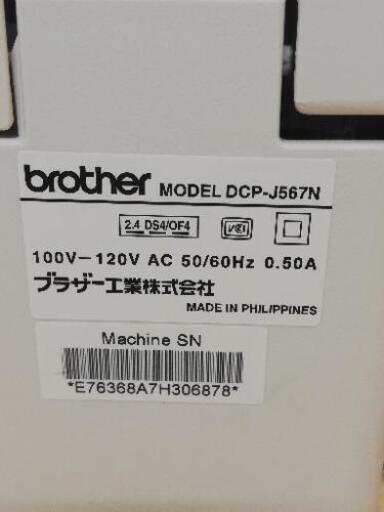 brother MODEL DCP-J567N
2.4 DS4/OF4
100V-120V AC 50/60Hz 0.50A
ブラザー工業株式会社
MADE IN PHILIPPINES
Machine SN
*E76368A7H306878*